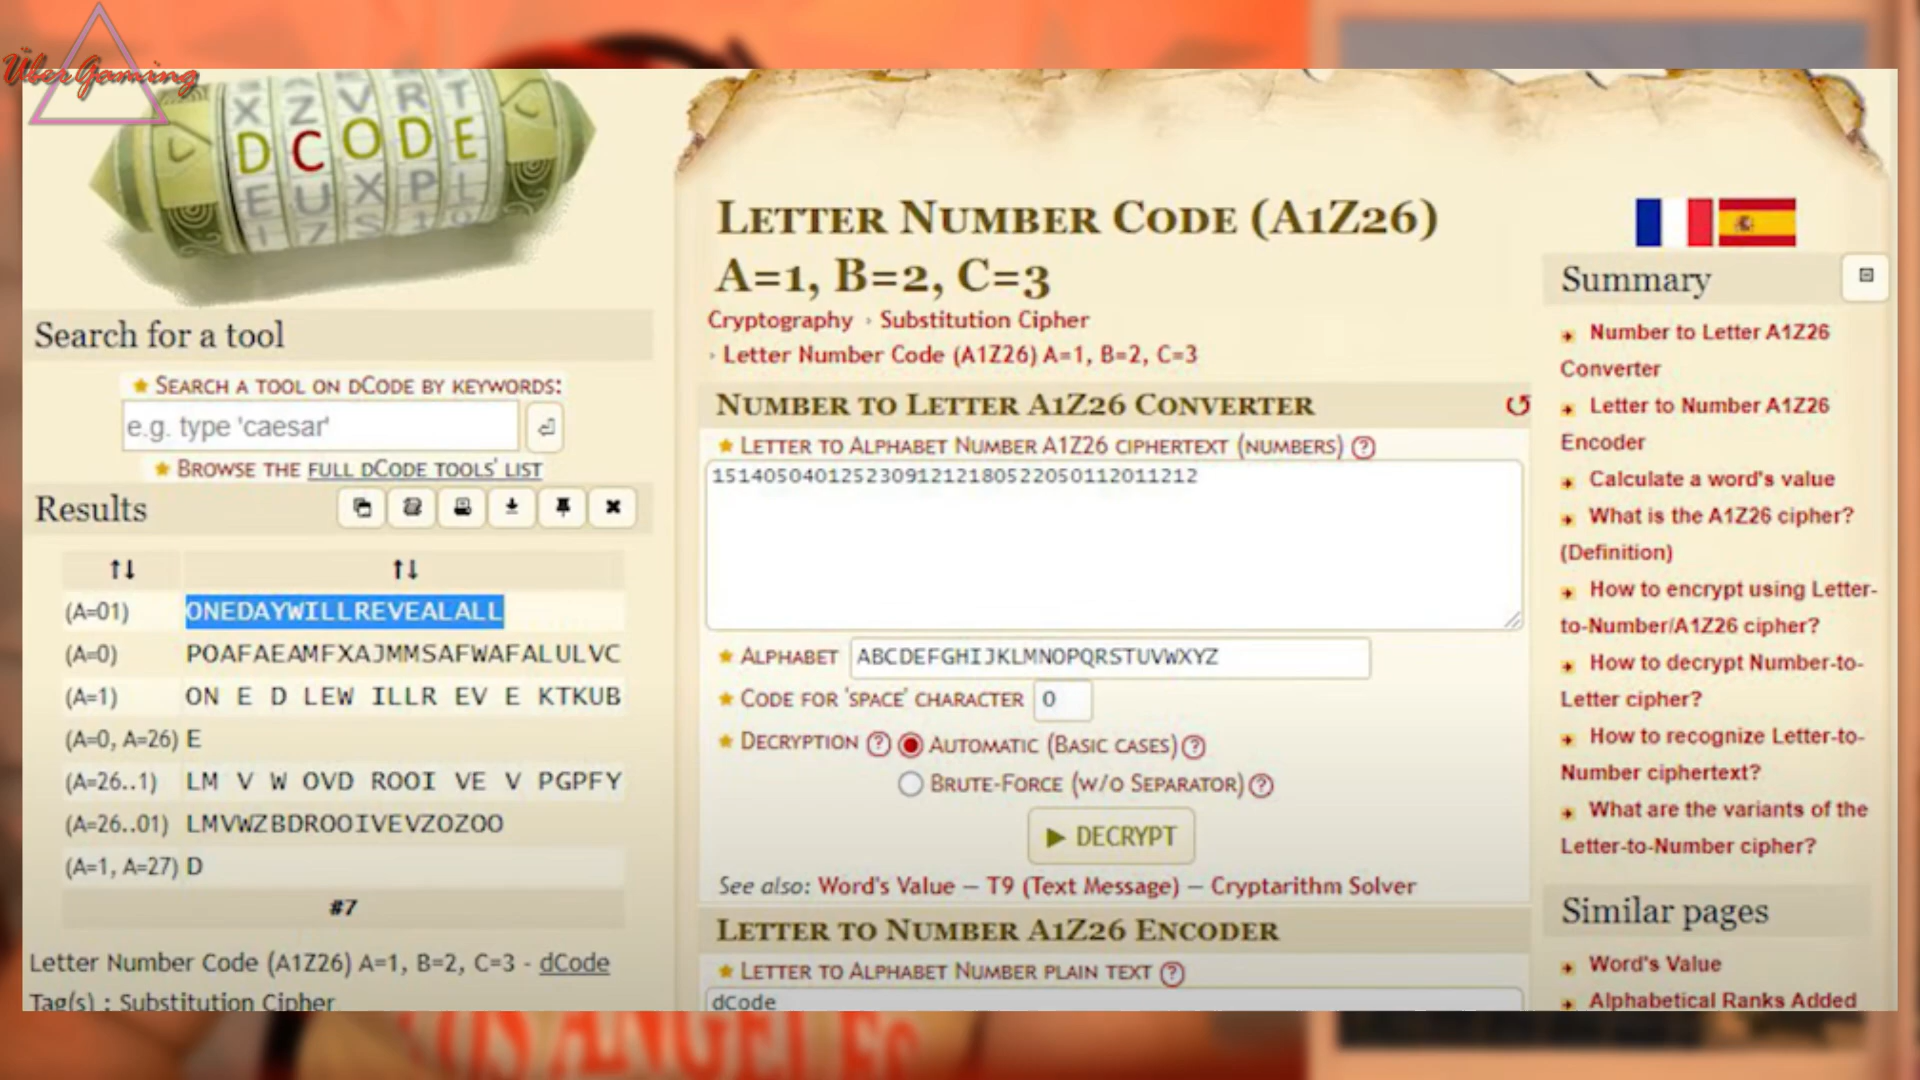 ÜberGaming
X Z V R T
D C O D E
E U X P L
Search for a tool
SEARCH A TOOL ON DCODE BY KEYWORDS:
e.g. type 'caesar'
BROWSE THE FULL DCODE TOOLS' LIST
Results
↑↓ ↑↓
(A=01) ONEDAYWILLREVEALALL
(A=0) POAFAEAMFXAJMMSAFWAFALULVC
(A=1) ON E D LEW ILLR EV E KTKUB
(A=0, A=26) E
(A=26..1) LM V W OVD ROOI VE V PGPFY
(A=26..01) LMVWZBDROOIVEVZOZOO
(A=1, A=27) D
#7
Letter Number Code (A1Z26) A=1, B=2, C=3 - dCode
Tag(s) : Substitution Cipher
LETTER NUMBER CODE (A1Z26)
A=1, B=2, C=3
Cryptography › Substitution Cipher
› Letter Number Code (A1Z26) A=1, B=2, C=3
NUMBER TO LETTER A1Z26 CONVERTER
LETTER TO ALPHABET NUMBER A1Z26 CIPHERTEXT (NUMBERS) ?
15140504012523091212180522050112011212
ALPHABET ABCDEFGHIJKLMNOPQRSTUVWXYZ
CODE FOR 'SPACE' CHARACTER 0
DECRYPTION ? AUTOMATIC (BASIC CASES) ?
BRUTE-FORCE (W/O SEPARATOR) ?
▶ DECRYPT
See also: Word's Value – T9 (Text Message) – Cryptarithm Solver
LETTER TO NUMBER A1Z26 ENCODER
LETTER TO ALPHABET NUMBER PLAIN TEXT ?
dCode
Summary
Number to Letter A1Z26
Converter
Letter to Number A1Z26
Encoder
Calculate a word's value
What is the A1Z26 cipher?
(Definition)
How to encrypt using Letter-
to-Number/A1Z26 cipher?
How to decrypt Number-to-
Letter cipher?
How to recognize Letter-to-
Number ciphertext?
What are the variants of the
Letter-to-Number cipher?
Similar pages
Word's Value
Alphabetical Ranks Added